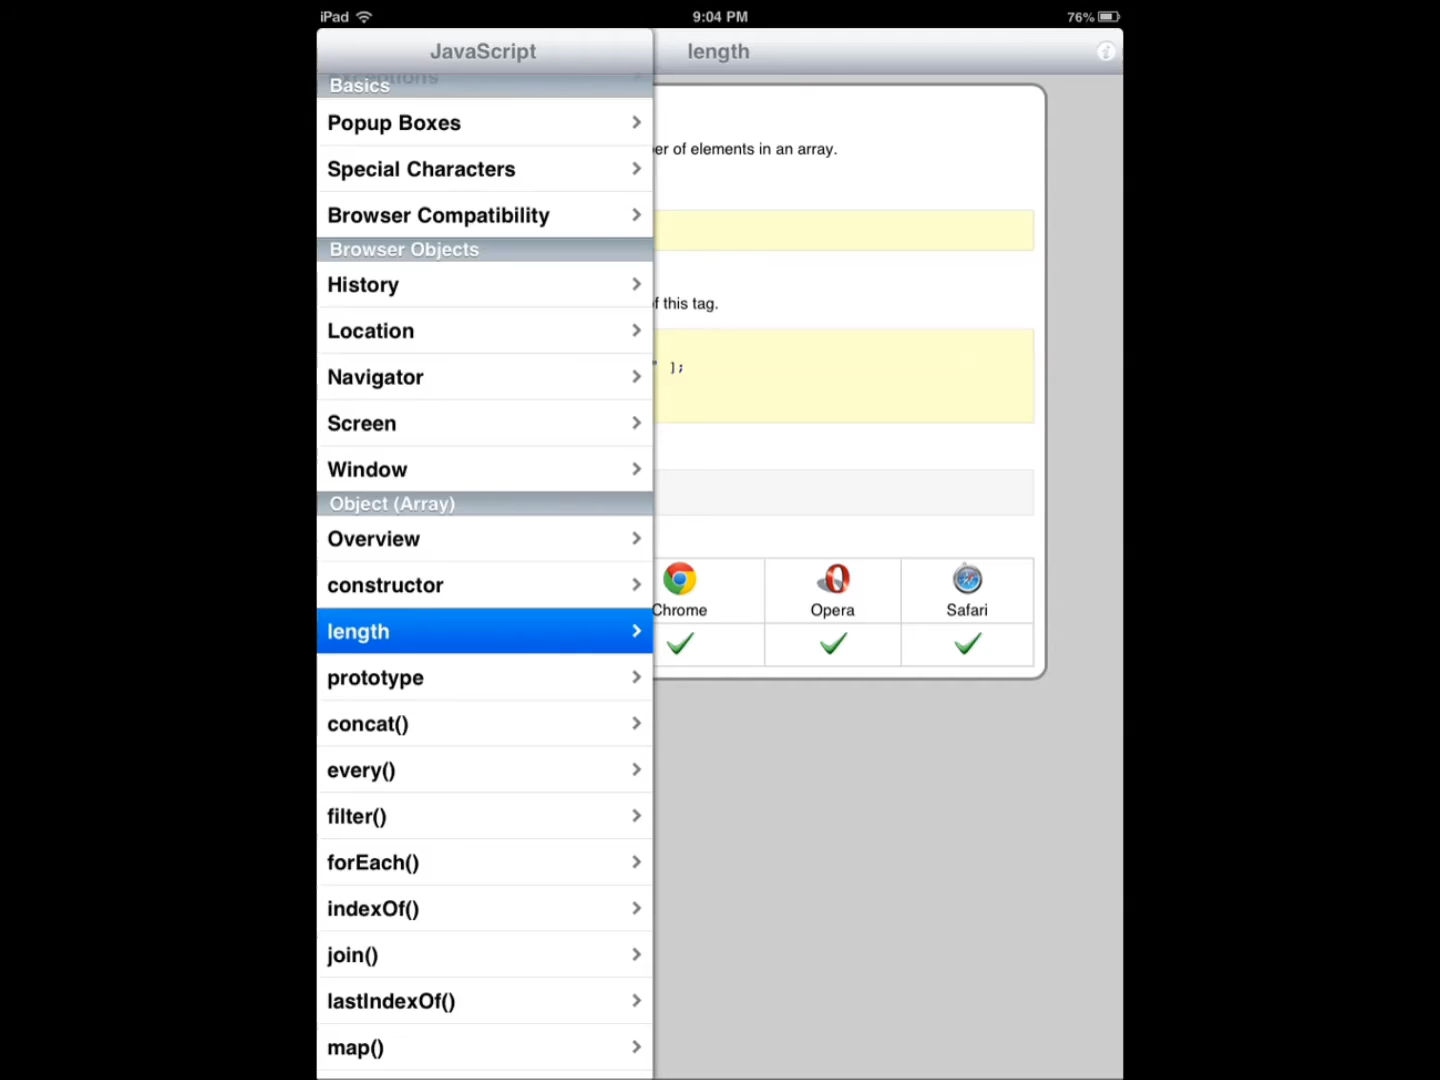 iPad 9:04 PM 76%
JavaScript
length
Exceptions
Basics
Popup Boxes
Special Characters
Browser Compatibility
Browser Objects
History
Location
Navigator
Screen
Window
Object (Array)
Overview
constructor
length
prototype
concat()
every()
filter()
forEach()
indexOf()
join()
lastIndexOf()
map()
of elements in an array.
this tag.
" ];
Chrome Opera Safari